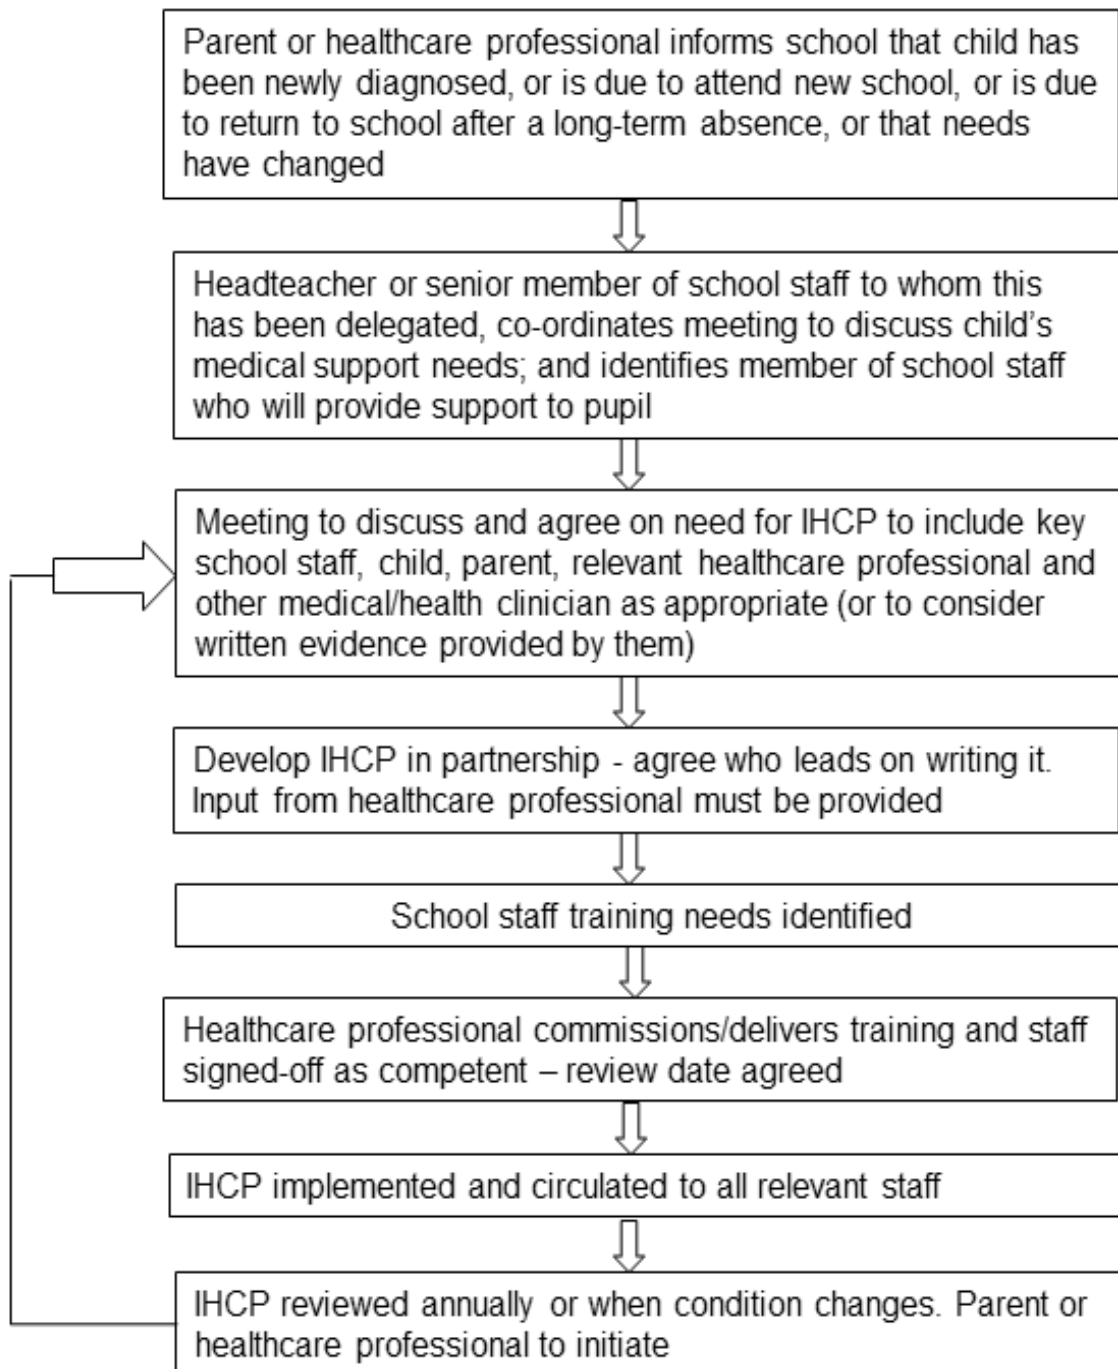 Parent or healthcare professional informs school that child has
been newly diagnosed, or is due to attend new school, or is due
to return to school after a long-term absence, or that needs
have changed
Headteacher or senior member of school staff to whom this
has been delegated, co-ordinates meeting to discuss child’s
medical support needs; and identifies member of school staff
who will provide support to pupil
Meeting to discuss and agree on need for IHCP to include key
school staff, child, parent, relevant healthcare professional and
other medical/health clinician as appropriate (or to consider
written evidence provided by them)
Develop IHCP in partnership - agree who leads on writing it.
Input from healthcare professional must be provided
School staff training needs identified
Healthcare professional commissions/delivers training and staff
signed-off as competent – review date agreed
IHCP implemented and circulated to all relevant staff
IHCP reviewed annually or when condition changes. Parent or
healthcare professional to initiate